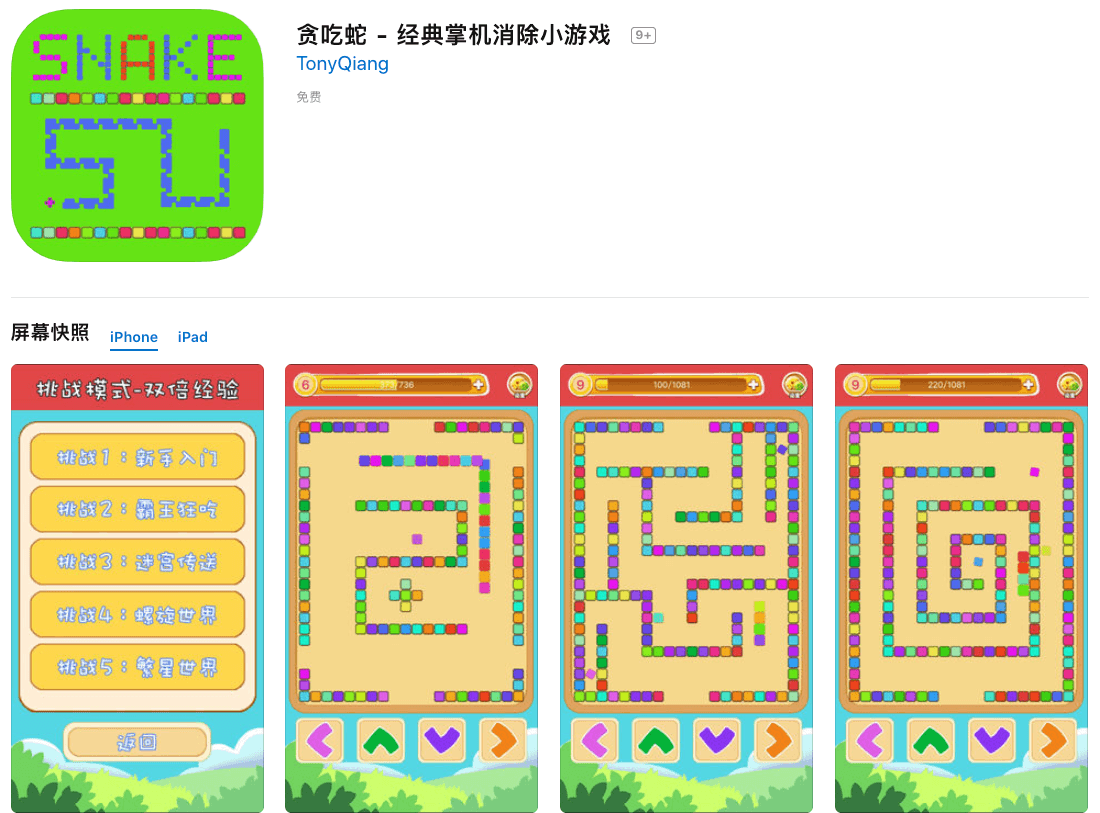 SNAKE
贪吃蛇 - 经典掌机消除小游戏 9+
TonyQiang
免费
屏幕快照 iPhone iPad
挑战模式-双倍经验
挑战1：新手入门
挑战2：霸王狂吃
挑战3：迷宫传送
挑战4：螺旋世界
挑战5：繁星世界
返回
6 373/736
9 100/1081
9 220/1081